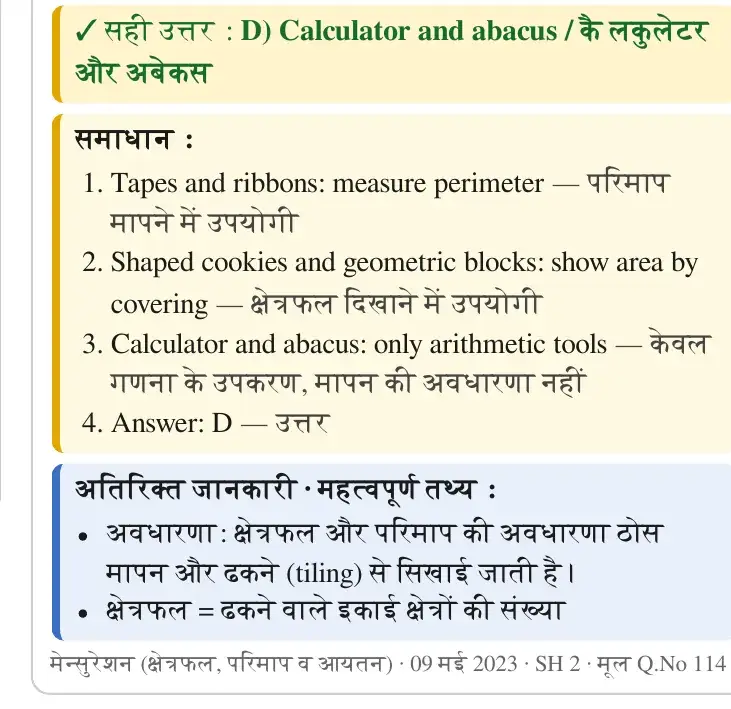 ✓ सही उत्तर : D) Calculator and abacus / कैलकुलेटर
और अबेकस
समाधान :
1. Tapes and ribbons: measure perimeter — परिमाप
मापने में उपयोगी
2. Shaped cookies and geometric blocks: show area by
covering — क्षेत्रफल दिखाने में उपयोगी
3. Calculator and abacus: only arithmetic tools — केवल
गणना के उपकरण, मापन की अवधारणा नहीं
4. Answer: D — उत्तर
अतिरिक्त जानकारी · महत्वपूर्ण तथ्य :
• अवधारणा : क्षेत्रफल और परिमाप की अवधारणा ठोस
मापन और ढकने (tiling) से सिखाई जाती है।
• क्षेत्रफल = ढकने वाले इकाई क्षेत्रों की संख्या
मेन्सुरेशन (क्षेत्रफल, परिमाप व आयतन) · 09 मई 2023 · SH 2 · मूल Q.No 114